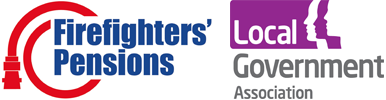 Firefighters'
Pensions
Local
Government
Association